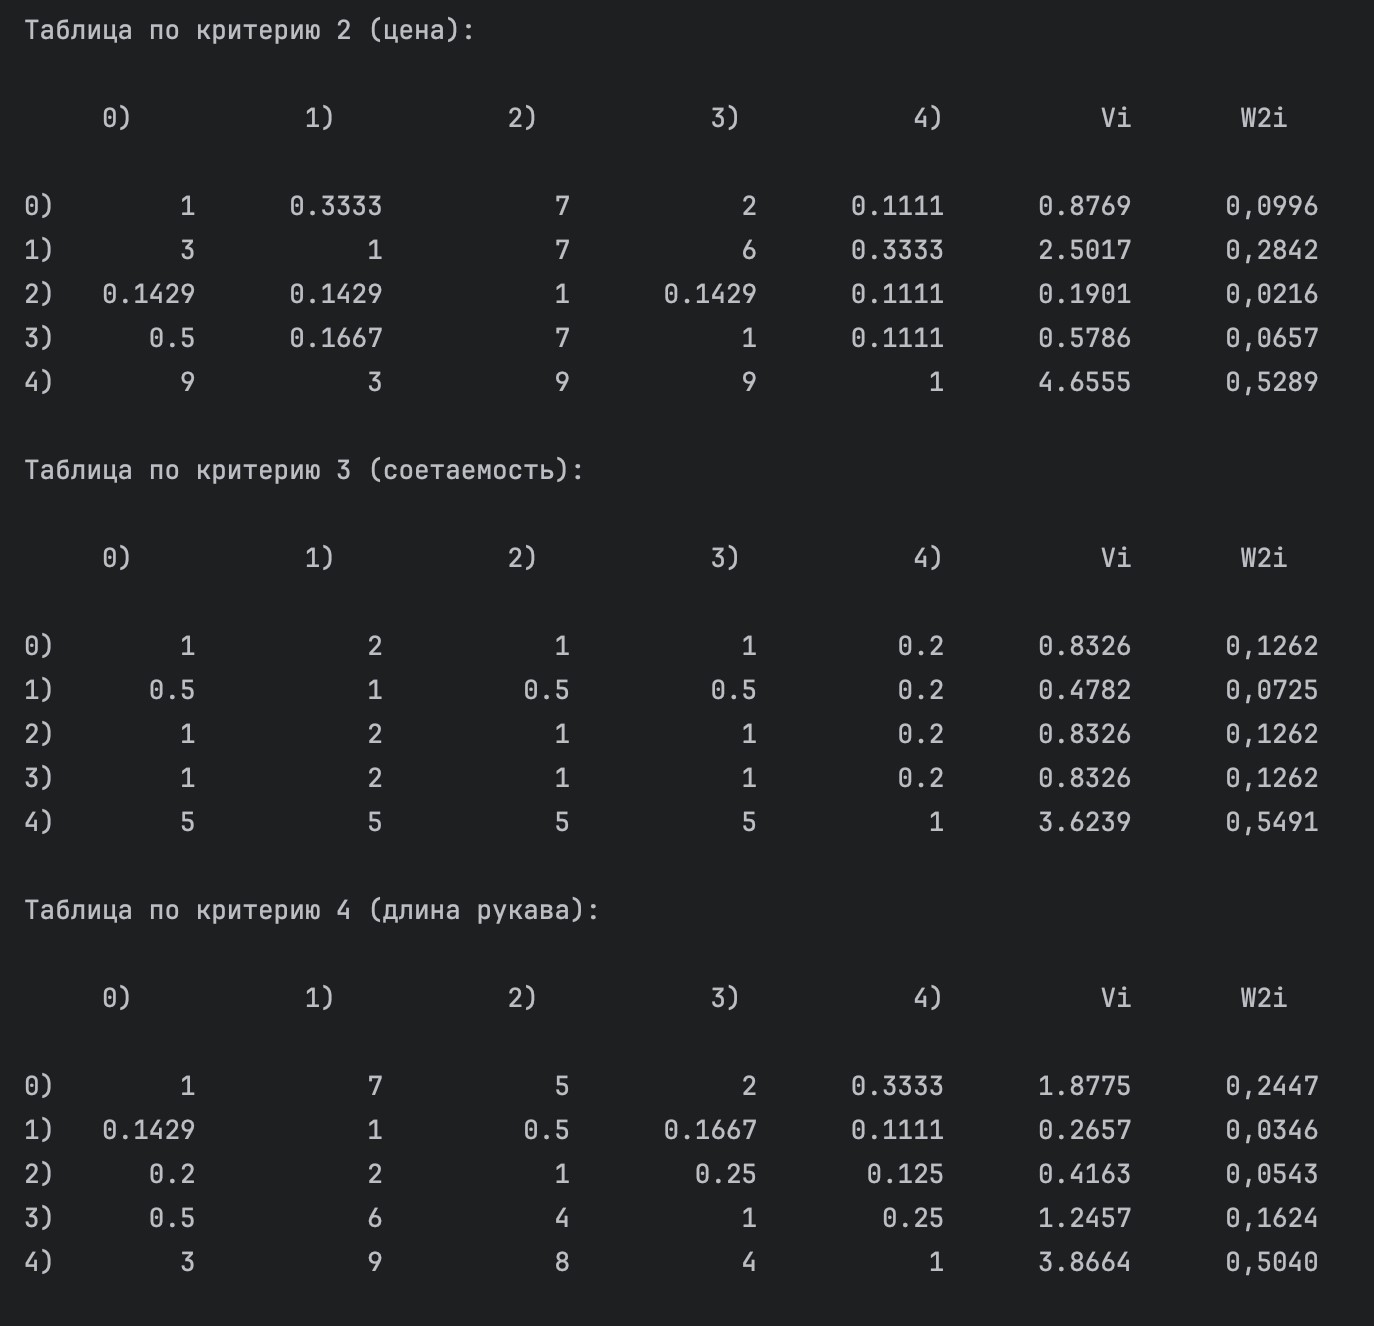 Таблица по критерию 2 (цена):
0) 1) 2) 3) 4) Vi W2i
0) 1 0.3333 7 2 0.1111 0.8769 0,0996
1) 3 1 7 6 0.3333 2.5017 0,2842
2) 0.1429 0.1429 1 0.1429 0.1111 0.1901 0,0216
3) 0.5 0.1667 7 1 0.1111 0.5786 0,0657
4) 9 3 9 9 1 4.6555 0,5289
Таблица по критерию 3 (соетаемость):
0) 1) 2) 3) 4) Vi W2i
0) 1 2 1 1 0.2 0.8326 0,1262
1) 0.5 1 0.5 0.5 0.2 0.4782 0,0725
2) 1 2 1 1 0.2 0.8326 0,1262
3) 1 2 1 1 0.2 0.8326 0,1262
4) 5 5 5 5 1 3.6239 0,5491
Таблица по критерию 4 (длина рукава):
0) 1) 2) 3) 4) Vi W2i
0) 1 7 5 2 0.3333 1.8775 0,2447
1) 0.1429 1 0.5 0.1667 0.1111 0.2657 0,0346
2) 0.2 2 1 0.25 0.125 0.4163 0,0543
3) 0.5 6 4 1 0.25 1.2457 0,1624
4) 3 9 8 4 1 3.8664 0,5040